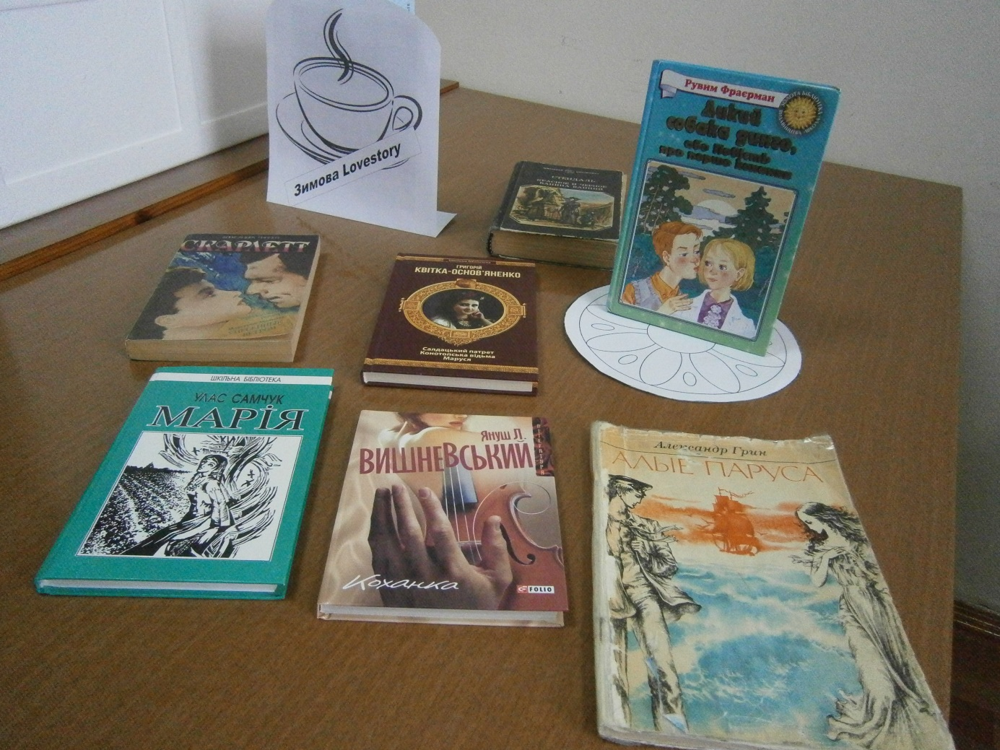 Зимова Lovestory
Рувим Фраєрман
Дикий
собака динго,
або Повість
про перше кохання
СТЕНДАЛЬ
КРАСНОЕ И ЧЕРНОЕ
ВАНИНА ВАНИНИ
СКАРЛЕТТ
ГРИГОРІЙ
КВІТКА-ОСНОВ'ЯНЕНКО
Салдацький патрет
Конотопська відьма
Маруся
ШКІЛЬНА БІБЛІОТЕКА
УЛАС САМЧУК
МАРІЯ
Януш Л.
ВИШНЕВСЬКИЙ
Коханка
FOLIO
Александр Грин
АЛЫЕ ПАРУСА